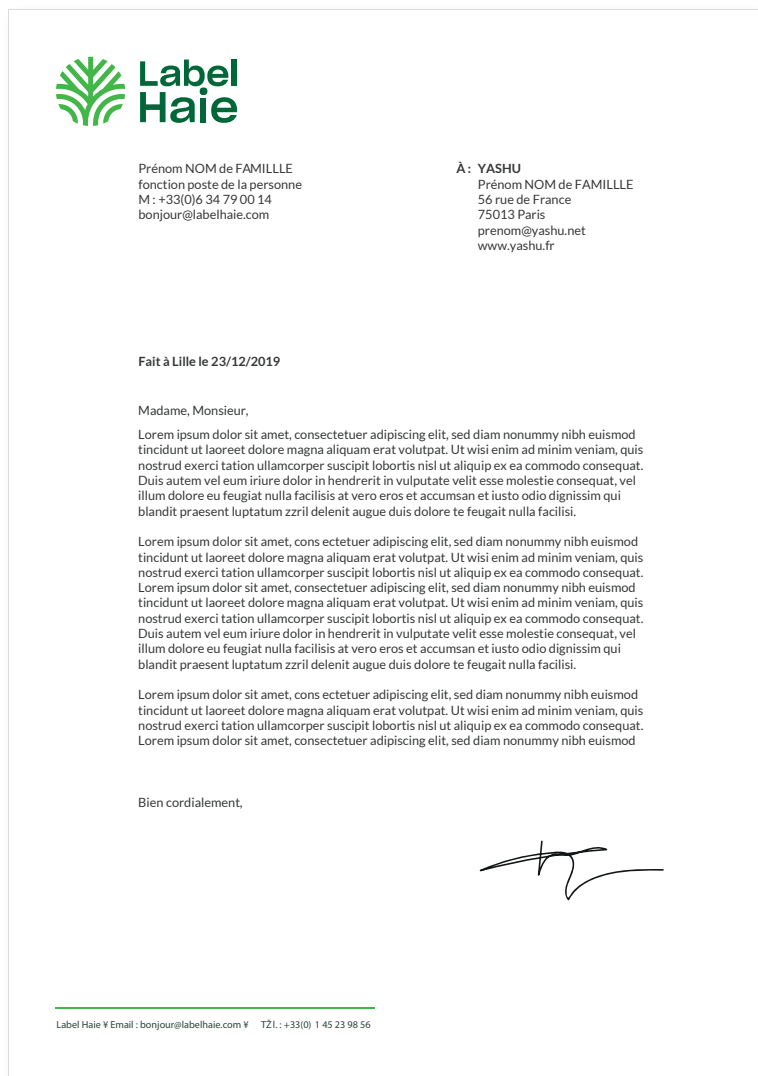 Label
Haie
Prénom NOM de FAMILLLE
fonction poste de la personne
M : +33(0)6 34 79 00 14
bonjour@labelhaie.com
À : YASHU
Prénom NOM de FAMILLLE
56 rue de France
75013 Paris
prenom@yashu.net
www.yashu.fr
Fait à Lille le 23/12/2019
Madame, Monsieur,
Lorem ipsum dolor sit amet, consectetuer adipiscing elit, sed diam nonummy nibh euismod
tincidunt ut laoreet dolore magna aliquam erat volutpat. Ut wisi enim ad minim veniam, quis
nostrud exerci tation ullamcorper suscipit lobortis nisl ut aliquip ex ea commodo consequat.
Duis autem vel eum iriure dolor in hendrerit in vulputate velit esse molestie consequat, vel
illum dolore eu feugiat nulla facilisis at vero eros et accumsan et iusto odio dignissim qui
blandit praesent luptatum zzril delenit augue duis dolore te feugait nulla facilisi.
Lorem ipsum dolor sit amet, cons ectetuer adipiscing elit, sed diam nonummy nibh euismod
tincidunt ut laoreet dolore magna aliquam erat volutpat. Ut wisi enim ad minim veniam, quis
nostrud exerci tation ullamcorper suscipit lobortis nisl ut aliquip ex ea commodo consequat.
Lorem ipsum dolor sit amet, consectetuer adipiscing elit, sed diam nonummy nibh euismod
tincidunt ut laoreet dolore magna aliquam erat volutpat. Ut wisi enim ad minim veniam, quis
nostrud exerci tation ullamcorper suscipit lobortis nisl ut aliquip ex ea commodo consequat.
Duis autem vel eum iriure dolor in hendrerit in vulputate velit esse molestie consequat, vel
illum dolore eu feugiat nulla facilisis at vero eros et accumsan et iusto odio dignissim qui
blandit praesent luptatum zzril delenit augue duis dolore te feugait nulla facilisi.
Lorem ipsum dolor sit amet, cons ectetuer adipiscing elit, sed diam nonummy nibh euismod
tincidunt ut laoreet dolore magna aliquam erat volutpat. Ut wisi enim ad minim veniam, quis
nostrud exerci tation ullamcorper suscipit lobortis nisl ut aliquip ex ea commodo consequat.
Lorem ipsum dolor sit amet, consectetuer adipiscing elit, sed diam nonummy nibh euismod
Bien cordialement,
Label Haie ¥ Email : bonjour@labelhaie.com ¥ TŽl. : +33(0) 1 45 23 98 56